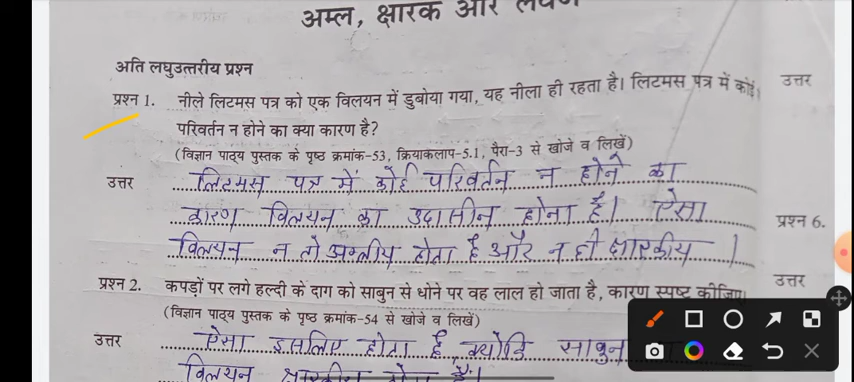 अम्ल, क्षारक और लवण
अति लघुउत्तरीय प्रश्न
प्रश्न 1. नीले लिटमस पत्र को एक विलयन में डुबोया गया, यह नीला ही रहता है। लिटमस पत्र में कोई
परिवर्तन न होने का क्या कारण है?
(विज्ञान पाठ्य पुस्तक के पृष्ठ क्रमांक-53, क्रियाकलाप-5.1, पैरा-3 से खोजे व लिखें)
उत्तर लिटमस पत्र में कोई परिवर्तन न होने का
कारण विलयन का उदासीन होना है। ऐसा
विलयन न तो अम्लीय होता है और न ही क्षारकीय।
प्रश्न 2. कपड़ों पर लगे हल्दी के दाग को साबुन से धोने पर वह लाल हो जाता है, कारण स्पष्ट कीजिए।
(विज्ञान पाठ्य पुस्तक के पृष्ठ क्रमांक-54 से खोजे व लिखें)
उत्तर ऐसा इसलिए होता है, क्योंकि साबुन
विलयन क्षारकीय होता है।
उत्तर
प्रश्न 6.
उत्तर